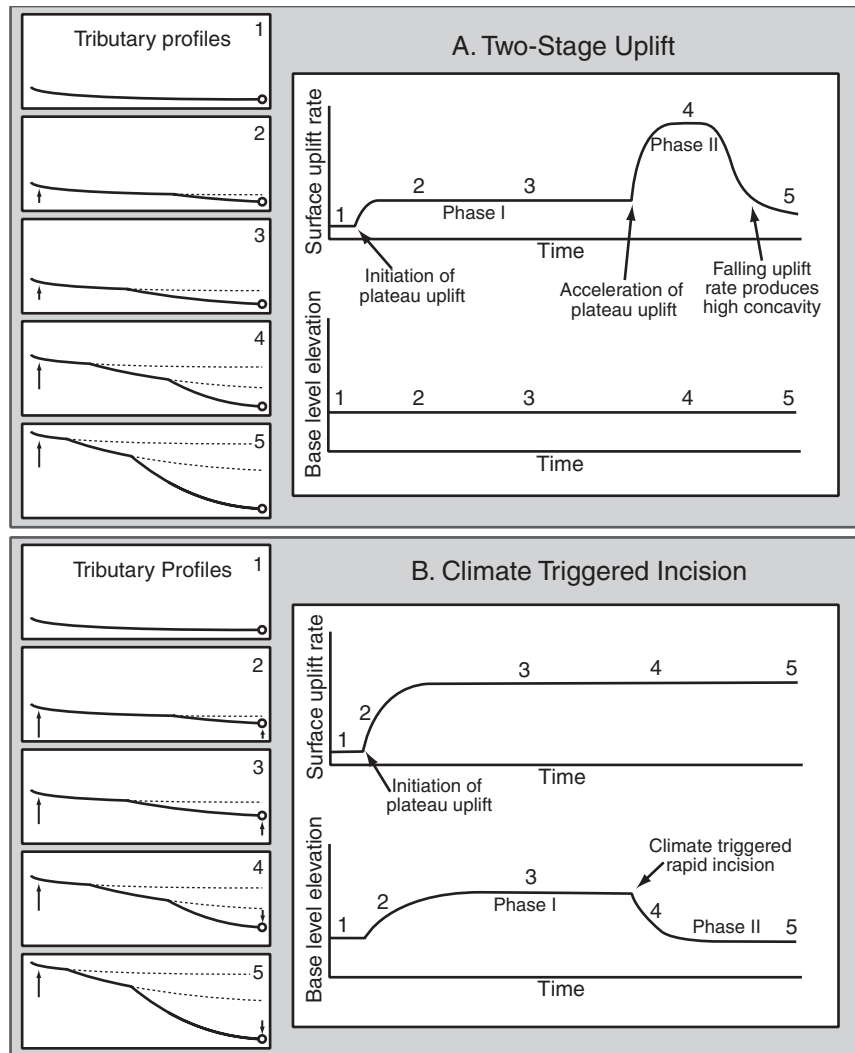 Tributary profiles
1
2
3
4
5
A. Two-Stage Uplift
Surface uplift rate
1
2
3
4
5
Phase I
Phase II
Time
Initiation of
plateau uplift
Acceleration of
plateau uplift
Falling uplift
rate produces
high concavity
Base level elevation
1
2
3
4
5
Time
Tributary Profiles
1
2
3
4
5
B. Climate Triggered Incision
Surface uplift rate
1
2
3
4
5
Time
Initiation of
plateau uplift
Base level elevation
1
2
3
4
5
Phase I
Phase II
Climate triggered
rapid incision
Time